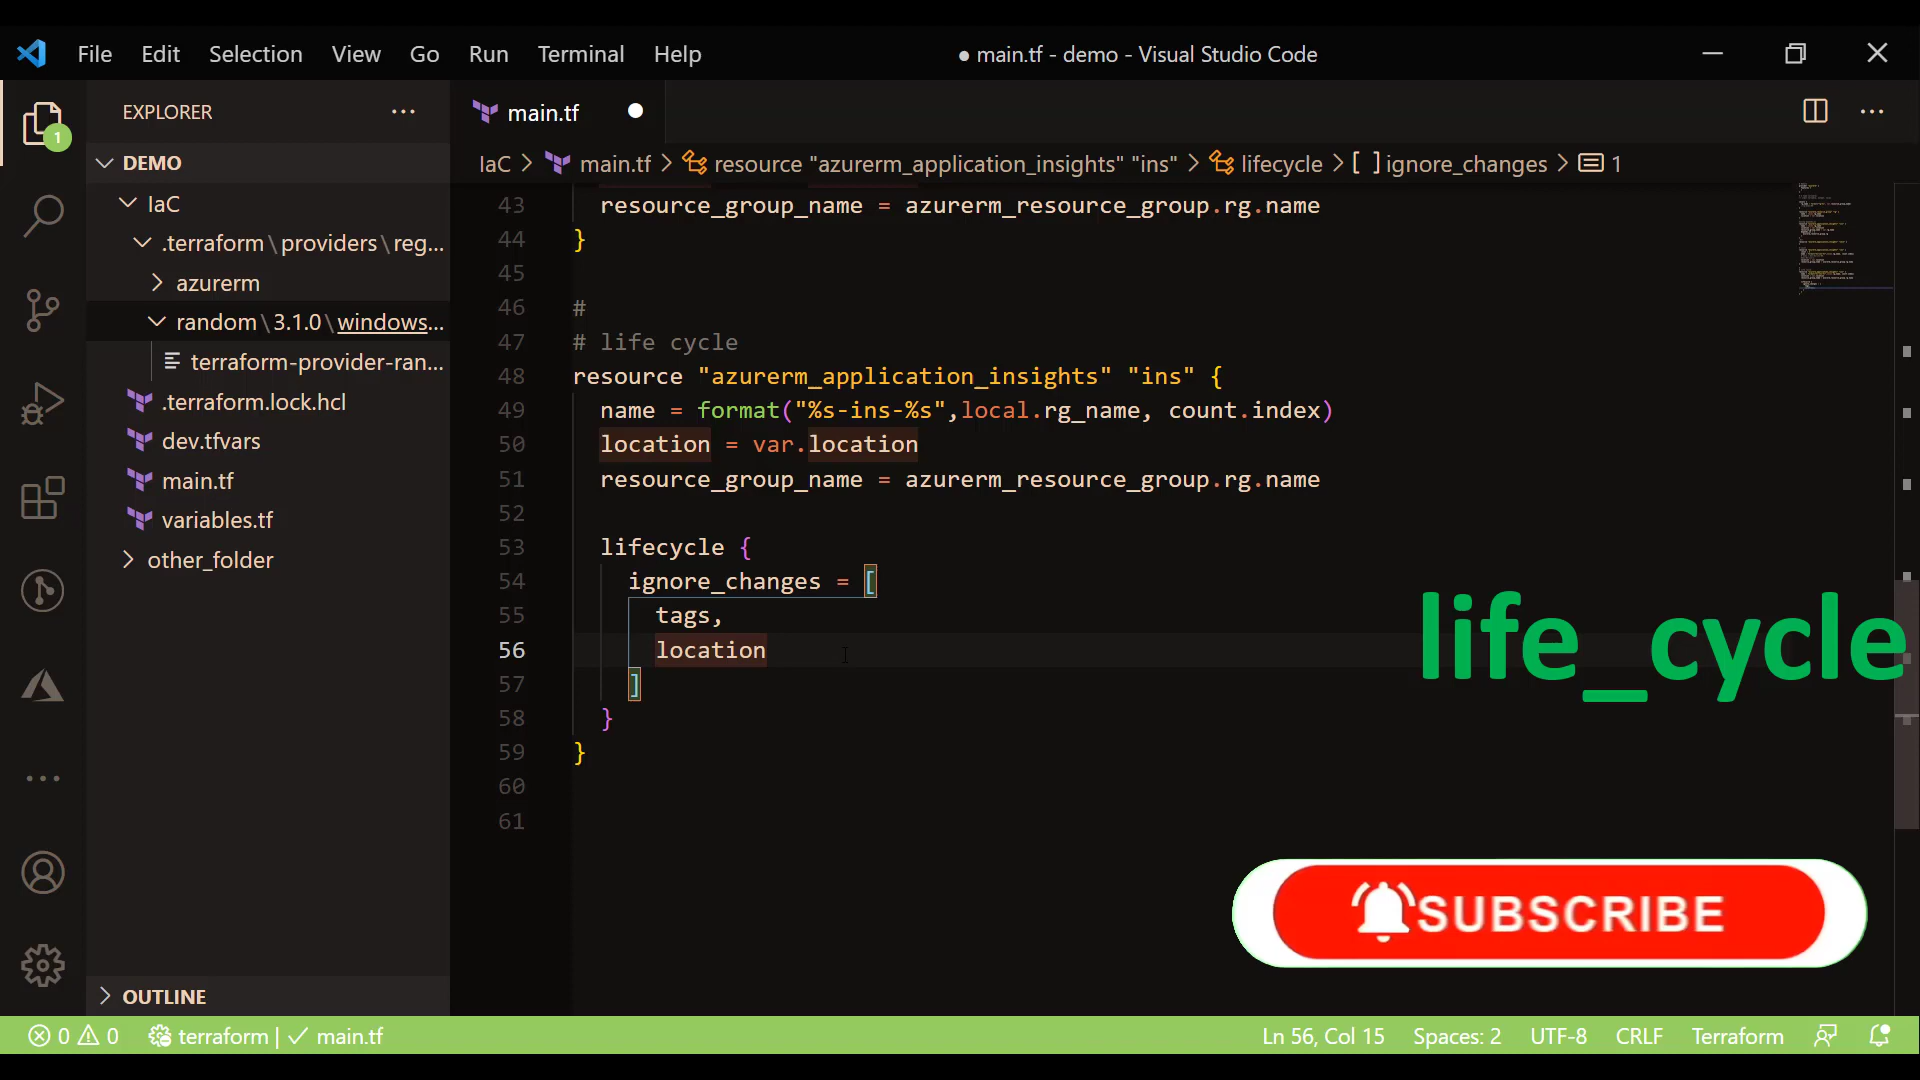 File Edit Selection View Go Run Terminal Help ● main.tf - demo - Visual Studio Code
EXPLORER
main.tf
DEMO
IaC > main.tf > resource "azurerm_application_insights" "ins" > lifecycle > [ ] ignore_changes > 1
IaC
.terraform\providers\reg...
azurerm
random\3.1.0\windows...
terraform-provider-ran...
.terraform.lock.hcl
dev.tfvars
main.tf
variables.tf
other_folder
OUTLINE
43 resource_group_name = azurerm_resource_group.rg.name
44 }
45
46 #
47 # life cycle
48 resource "azurerm_application_insights" "ins" {
49 name = format("%s-ins-%s",local.rg_name, count.index)
50 location = var.location
51 resource_group_name = azurerm_resource_group.rg.name
52
53 lifecycle {
54 ignore_changes = [
55 tags,
56 location
57 ]
58 }
59 }
60
61
life_cycle
SUBSCRIBE
1
0 0 terraform | ✓ main.tf Ln 56, Col 15 Spaces: 2 UTF-8 CRLF Terraform